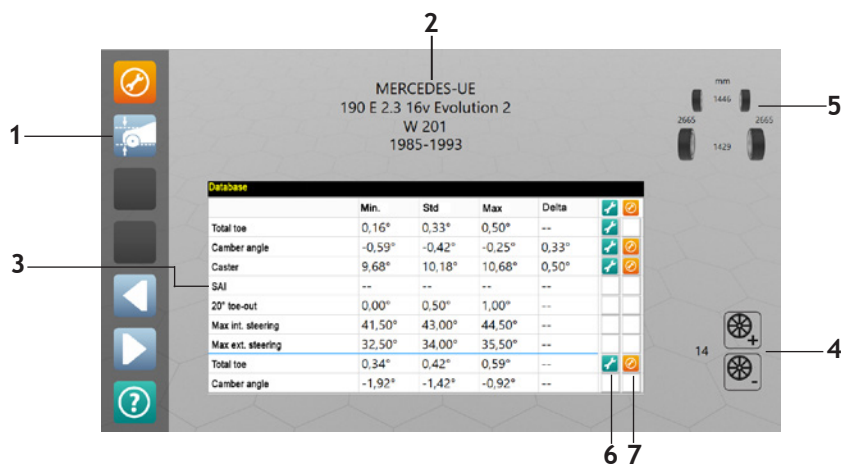 2
MERCEDES-UE
190 E 2.3 16v Evolution 2
W 201
1985-1993
mm
1446
2665 2665
1429
5
1
Database
Min. Std Max Delta
Total toe 0,16° 0,33° 0,50° --
Camber angle -0,59° -0,42° -0,25° 0,33°
Caster 9,68° 10,18° 10,68° 0,50°
SAI -- -- -- --
20° toe-out 0,00° 0,50° 1,00° --
Max int. steering 41,50° 43,00° 44,50° --
Max ext. steering 32,50° 34,00° 35,50° --
Total toe 0,34° 0,42° 0,59° --
Camber angle -1,92° -1,42° -0,92° --
3
14
+
-
4
?
6 7